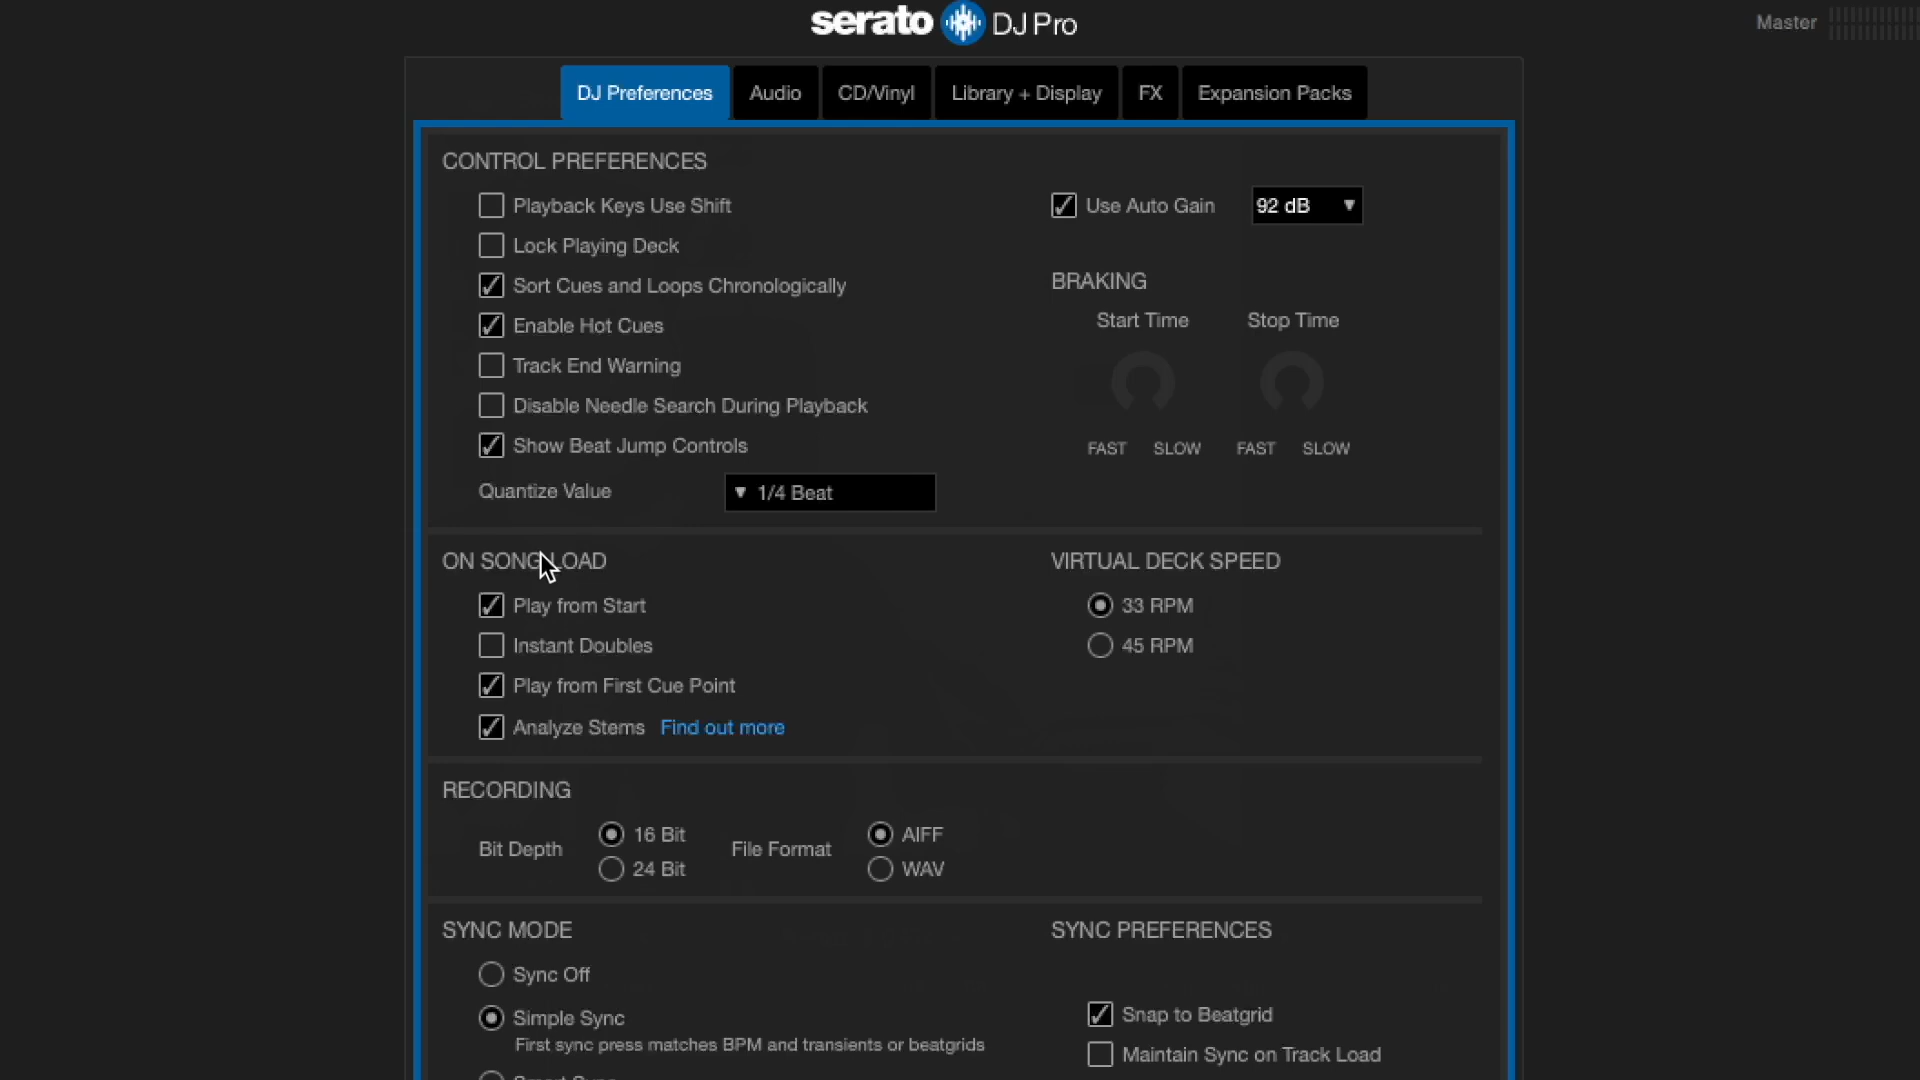 serato DJ Pro
Master
DJ Preferences
Audio
CD/Vinyl
Library + Display
FX
Expansion Packs
CONTROL PREFERENCES
Playback Keys Use Shift
Lock Playing Deck
Sort Cues and Loops Chronologically
Enable Hot Cues
Track End Warning
Disable Needle Search During Playback
Show Beat Jump Controls
Quantize Value
1/4 Beat
Use Auto Gain
92 dB
BRAKING
Start Time
Stop Time
FAST SLOW
FAST SLOW
ON SONG LOAD
Play from Start
Instant Doubles
Play from First Cue Point
Analyze Stems Find out more
VIRTUAL DECK SPEED
33 RPM
45 RPM
RECORDING
Bit Depth
16 Bit
24 Bit
File Format
AIFF
WAV
SYNC MODE
Sync Off
Simple Sync
First sync press matches BPM and transients or beatgrids
SYNC PREFERENCES
Snap to Beatgrid
Maintain Sync on Track Load